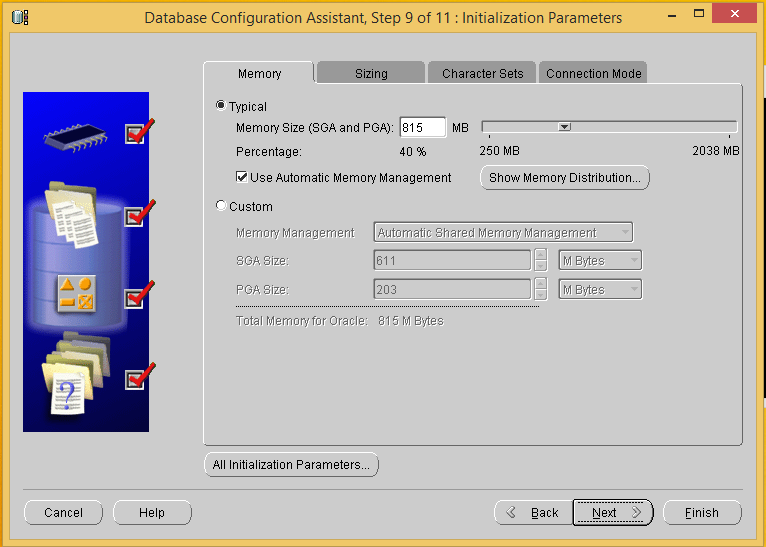 Database Configuration Assistant, Step 9 of 11 : Initialization Parameters
Memory Sizing Character Sets Connection Mode
Typical
Memory Size (SGA and PGA): 815 MB
Percentage: 40 % 250 MB 2038 MB
Use Automatic Memory Management Show Memory Distribution...
Custom
Memory Management Automatic Shared Memory Management
SGA Size: 611 M Bytes
PGA Size: 203 M Bytes
Total Memory for Oracle: 815 M Bytes
?
All Initialization Parameters...
Cancel Help Back Next Finish